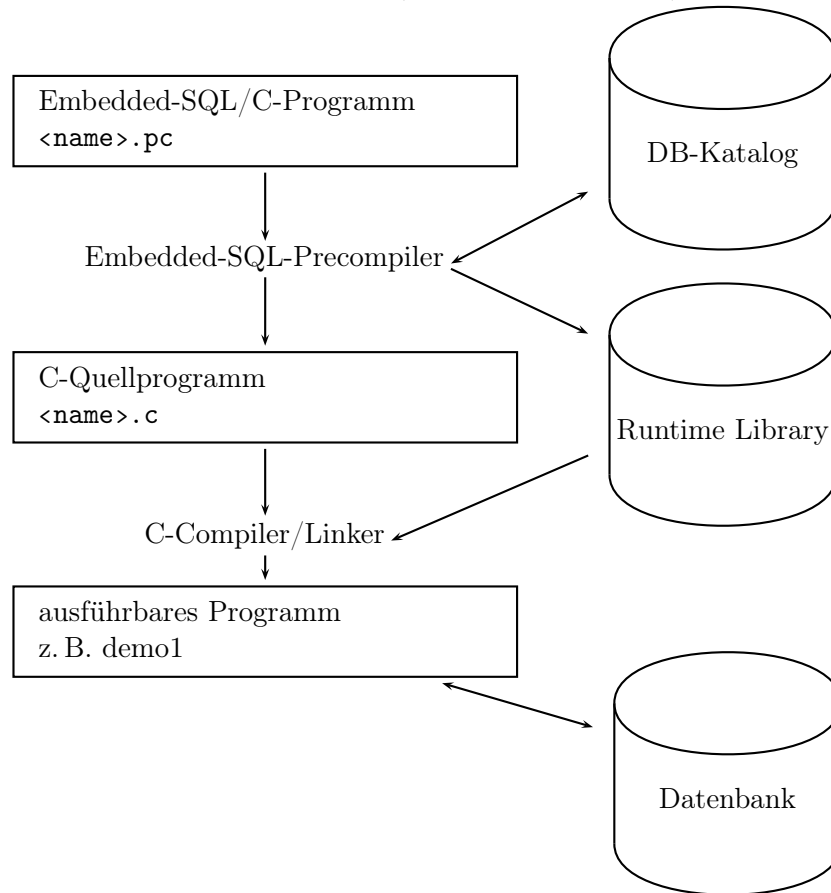 Embedded-SQL/C-Programm
<name>.pc
DB-Katalog
Embedded-SQL-Precompiler
C-Quellprogramm
<name>.c
Runtime Library
C-Compiler/Linker
ausführbares Programm
z. B. demo1
Datenbank